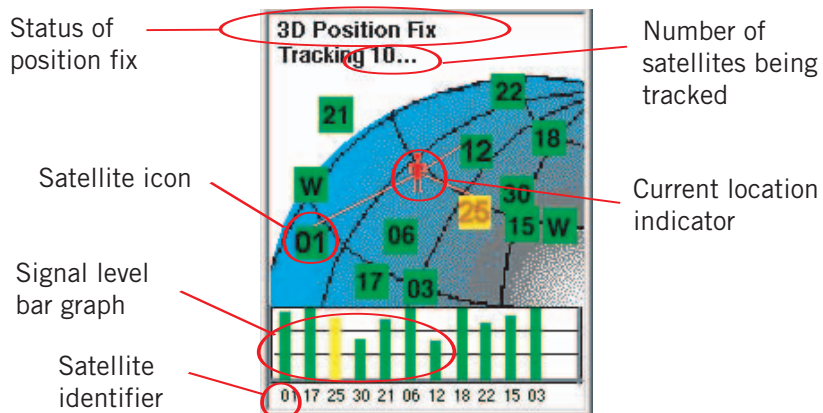 Status of
position fix
3D Position Fix
Tracking 10...
Number of
satellites being
tracked
22
21
18
12
Satellite icon
W
30
25
Current location
indicator
01
06
15
W
17
03
Signal level
bar graph
Satellite
identifier
01 17 25 30 21 06 12 18 22 15 03